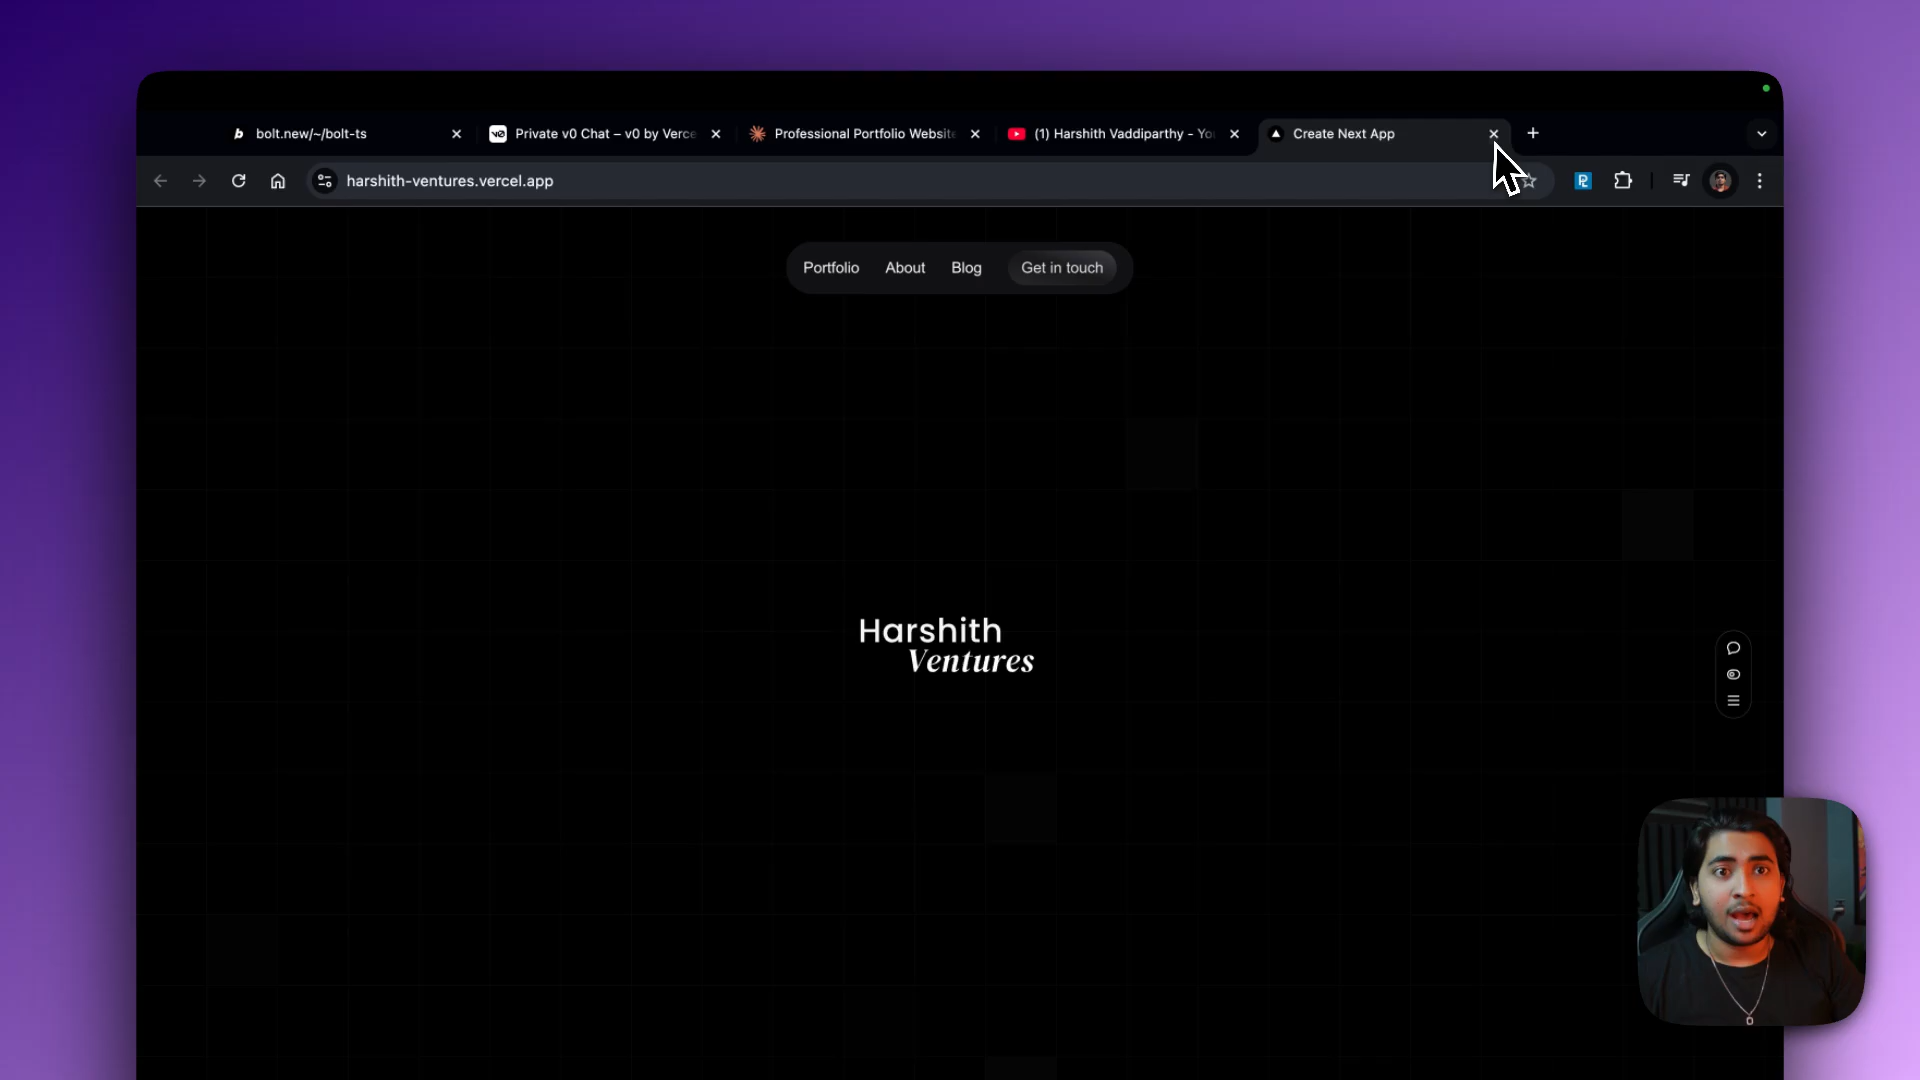 bolt.new/~/bolt-ts
Private v0 Chat – v0 by Verce
Professional Portfolio Website
(1) Harshith Vaddiparthy - Yo
Create Next App
harshith-ventures.vercel.app
Portfolio
About
Blog
Get in touch
Harshith
Ventures